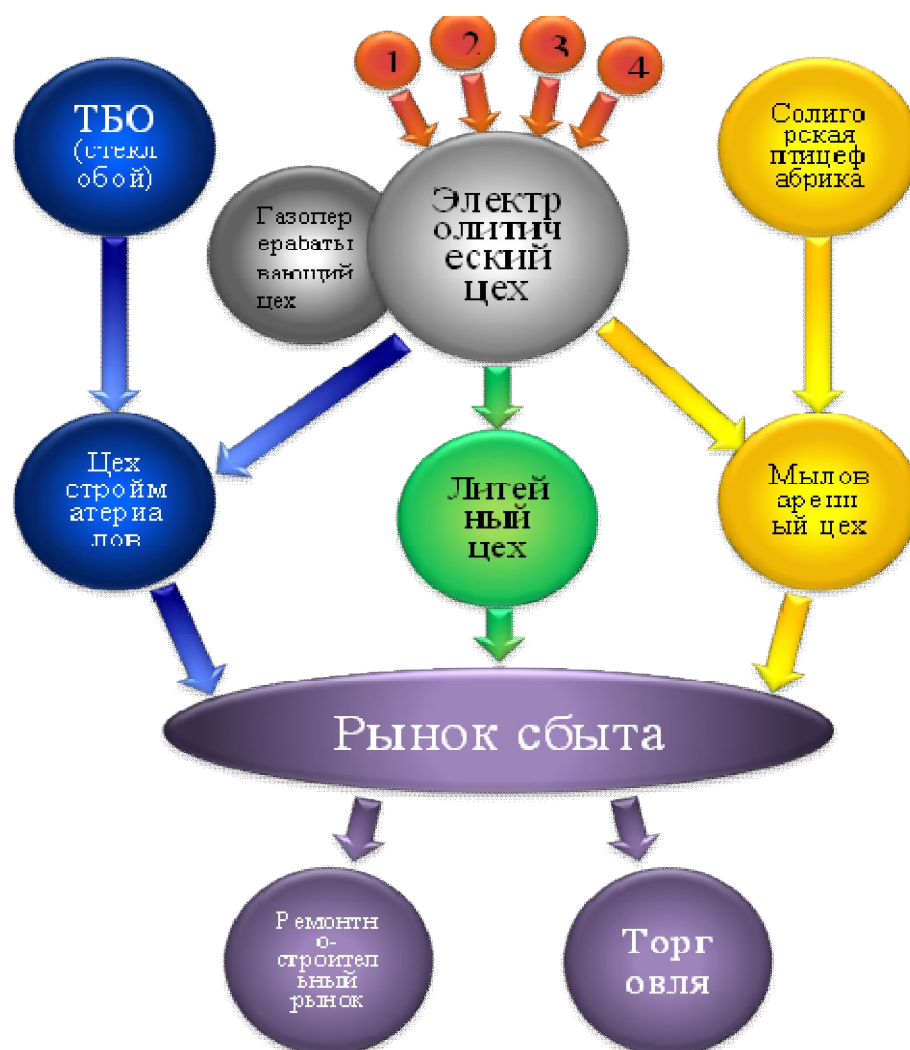 1
2
3
4
ТБО
(стекл
обой)
Газопер
ерабаты
вающий
цех
Электр
олитич
еский
цех
Солиго
рская
птицеф
абрика
Цех
стройм
атериа
лов
Литей
ный
цех
Мылов
аренн
ый цех
Рынок сбыта
Ремонтн
о-
строител
ьный
рынок
Торг
овля